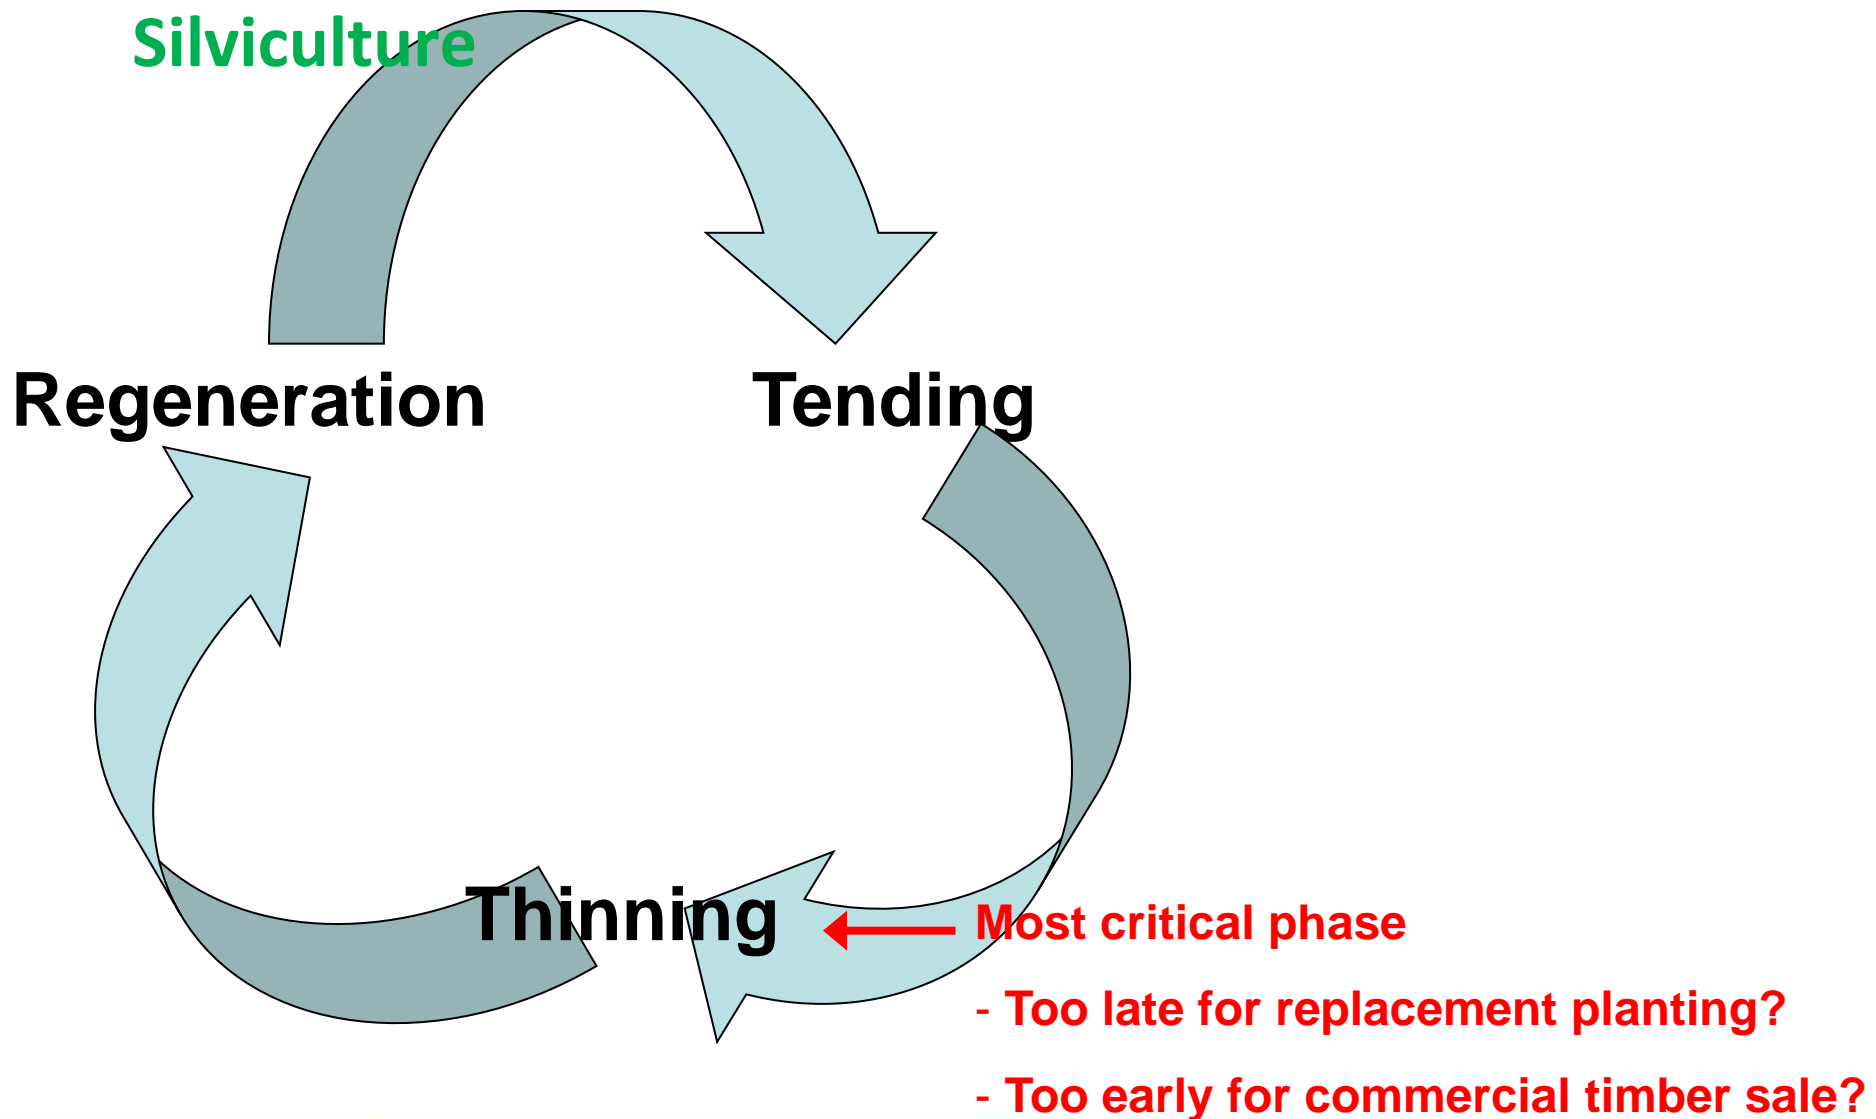 Silviculture
Regeneration
Tending
Thinning
Most critical phase
- Too late for replacement planting?
- Too early for commercial timber sale?